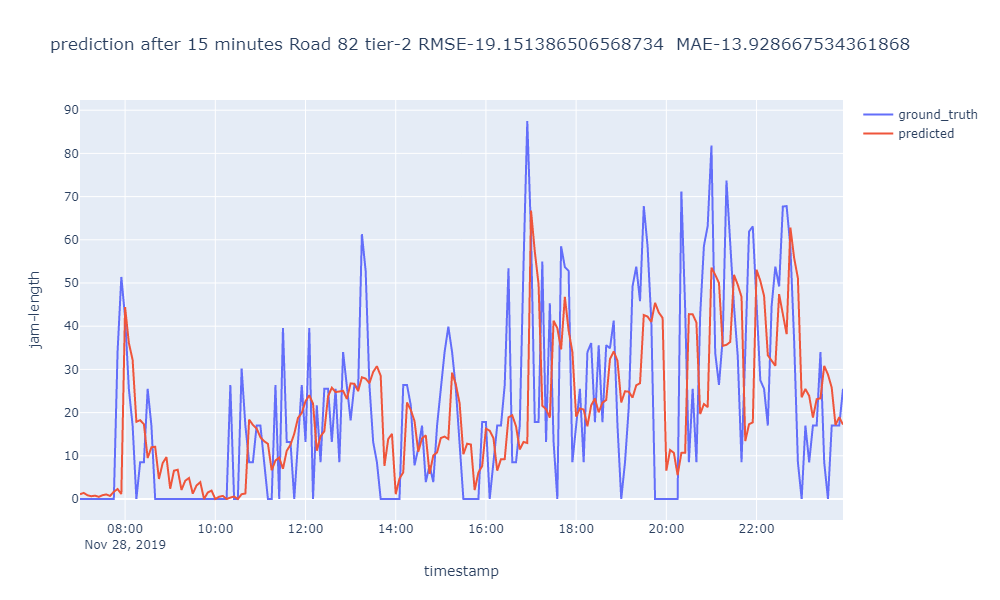 prediction after 15 minutes Road 82 tier-2 RMSE-19.151386506568734  MAE-13.928667534361868
ground_truth
predicted
90
80
70
60
50
40
30
20
10
0
jam-length
08:00 10:00 12:00 14:00 16:00 18:00 20:00 22:00
Nov 28, 2019
timestamp